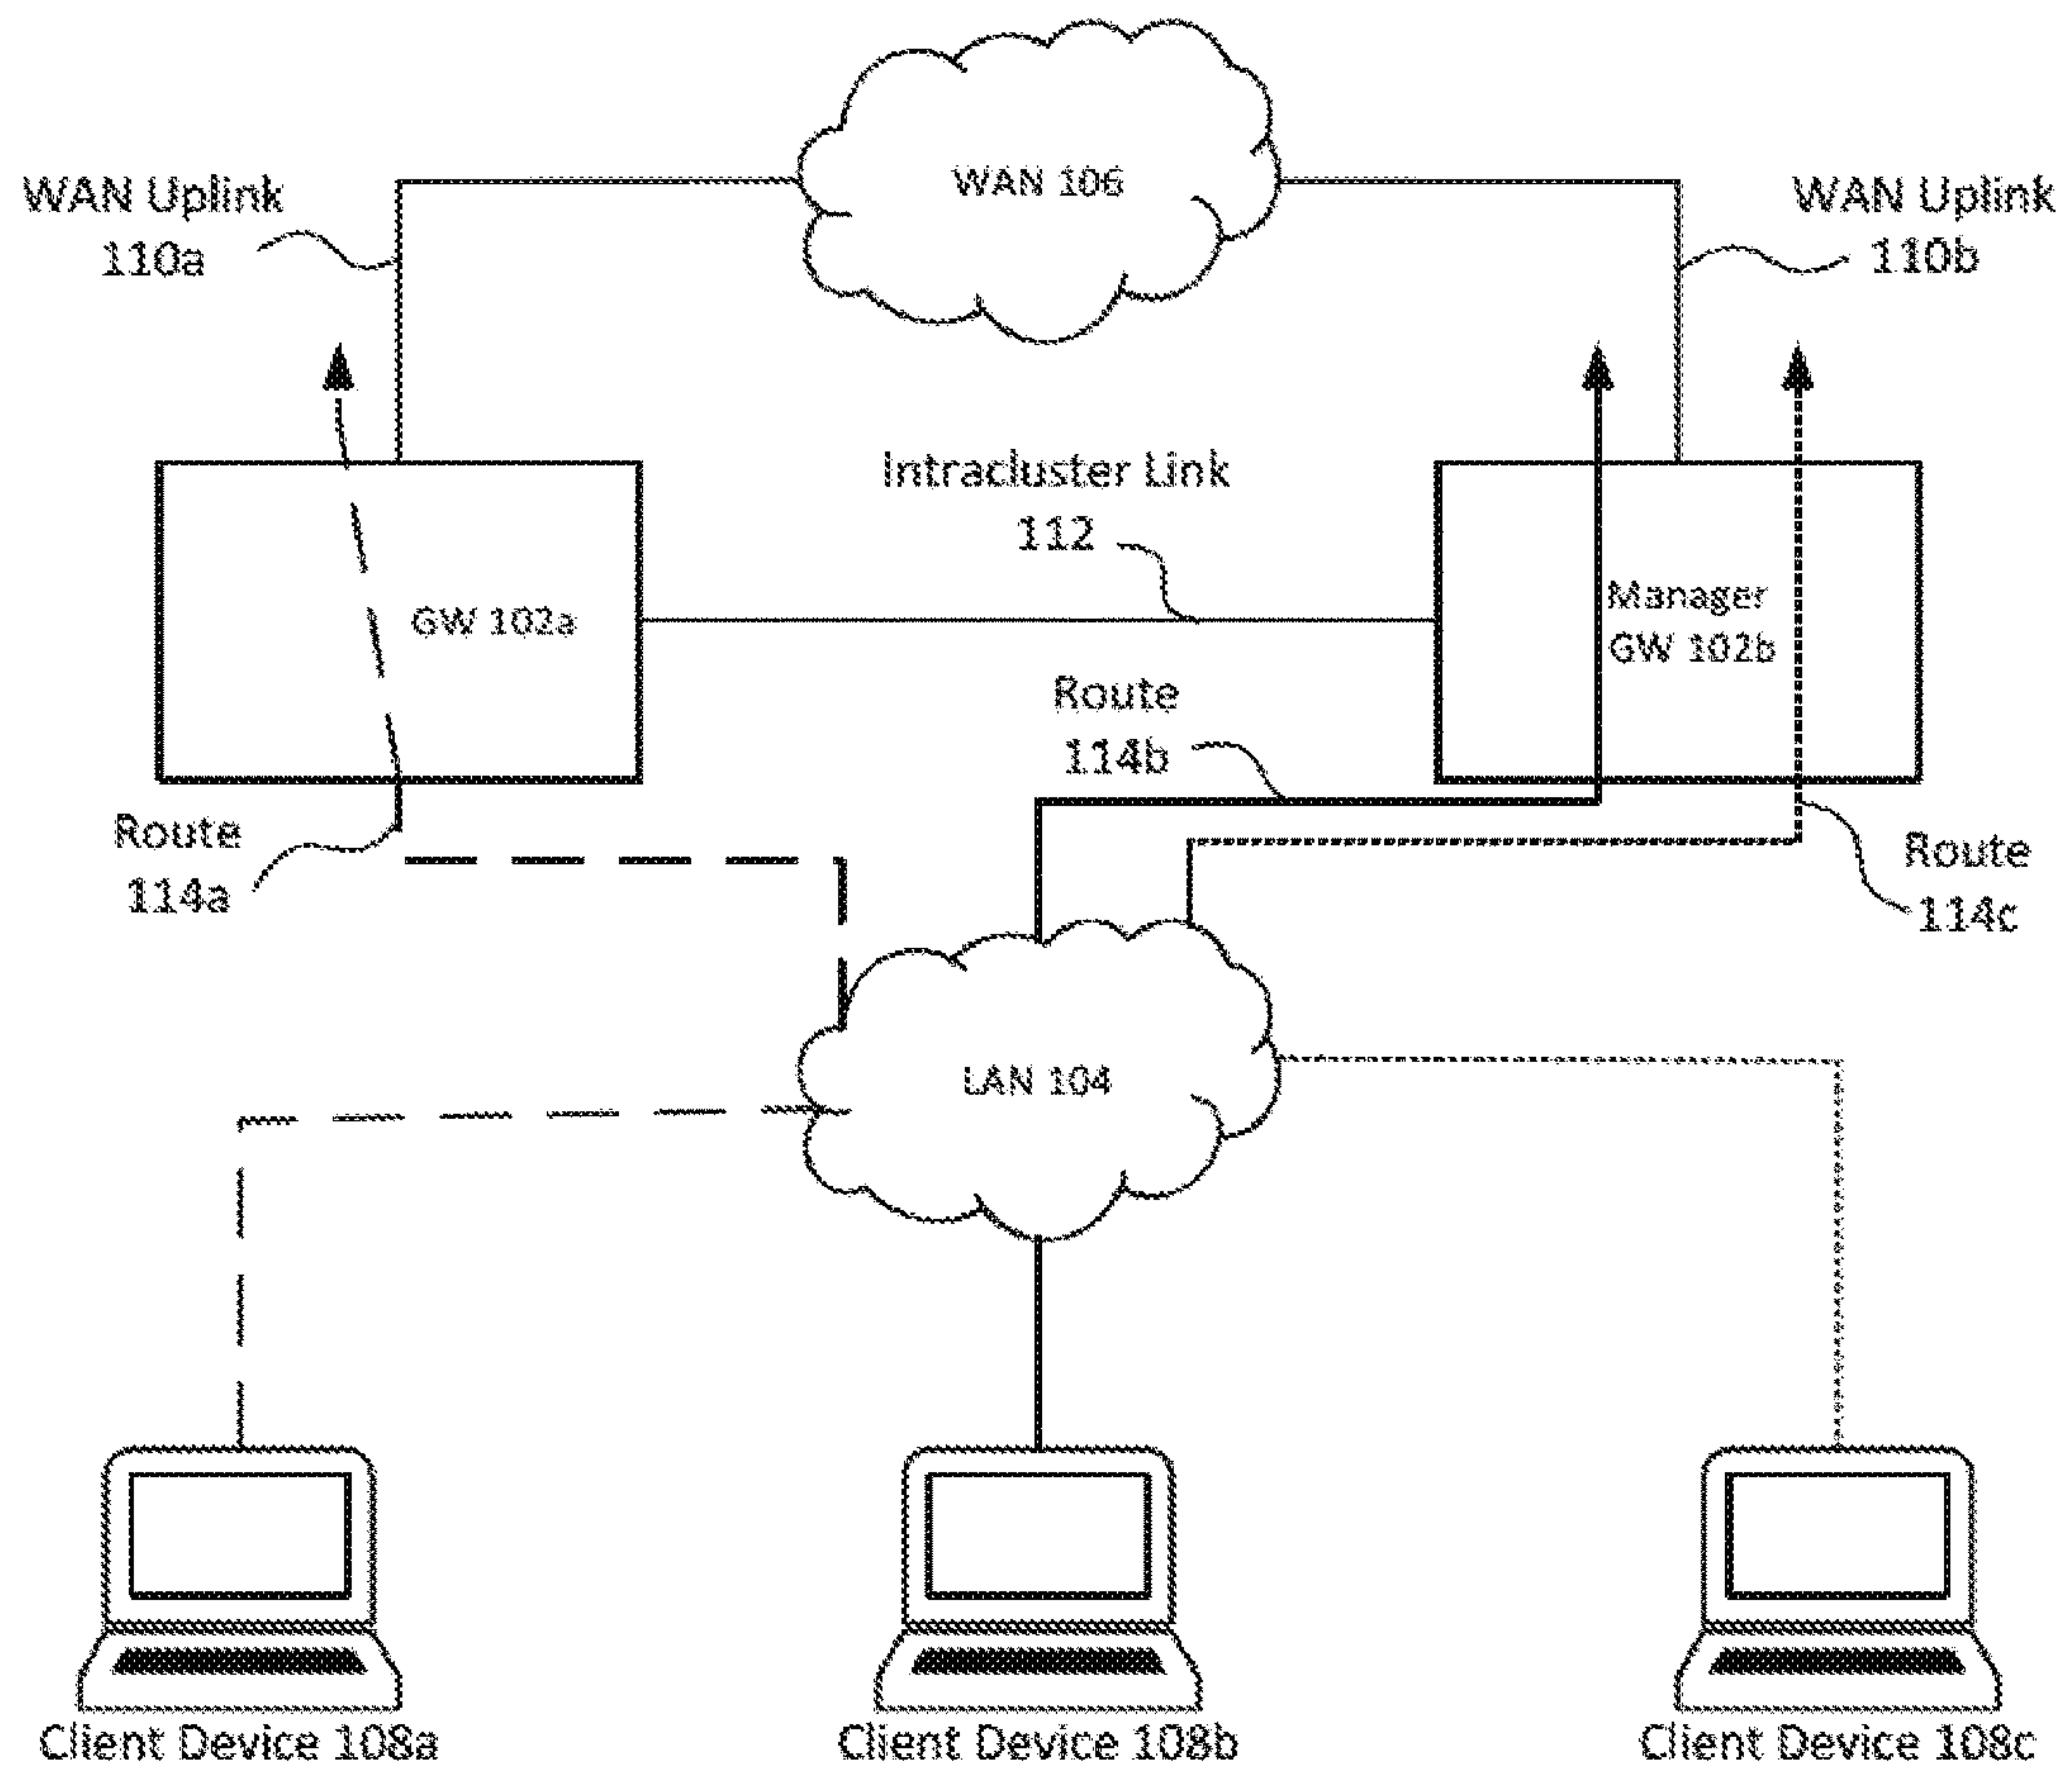 WAN 106
WAN Uplink
110a
WAN Uplink
110b
Intracluster Link
112
GW 102a
Manager
GW 102b
Route
114b
Route
114a
Route
114c
LAN 104
Client Device 108a
Client Device 108b
Client Device 108c